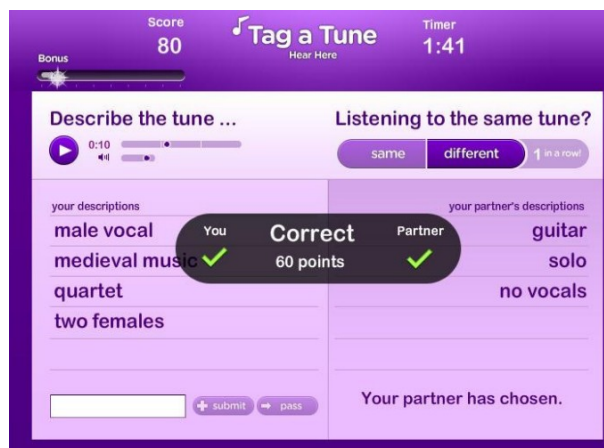 Score
80
Tag a Tune
Hear Here
Timer
1:41
Bonus
Describe the tune ...
0:10
Listening to the same tune?
same
different
1 in a row!
your descriptions
male vocal
medieval music
quartet
two females
your partner's descriptions
guitar
solo
no vocals
You
Correct
60 points
Partner
submit
pass
Your partner has chosen.